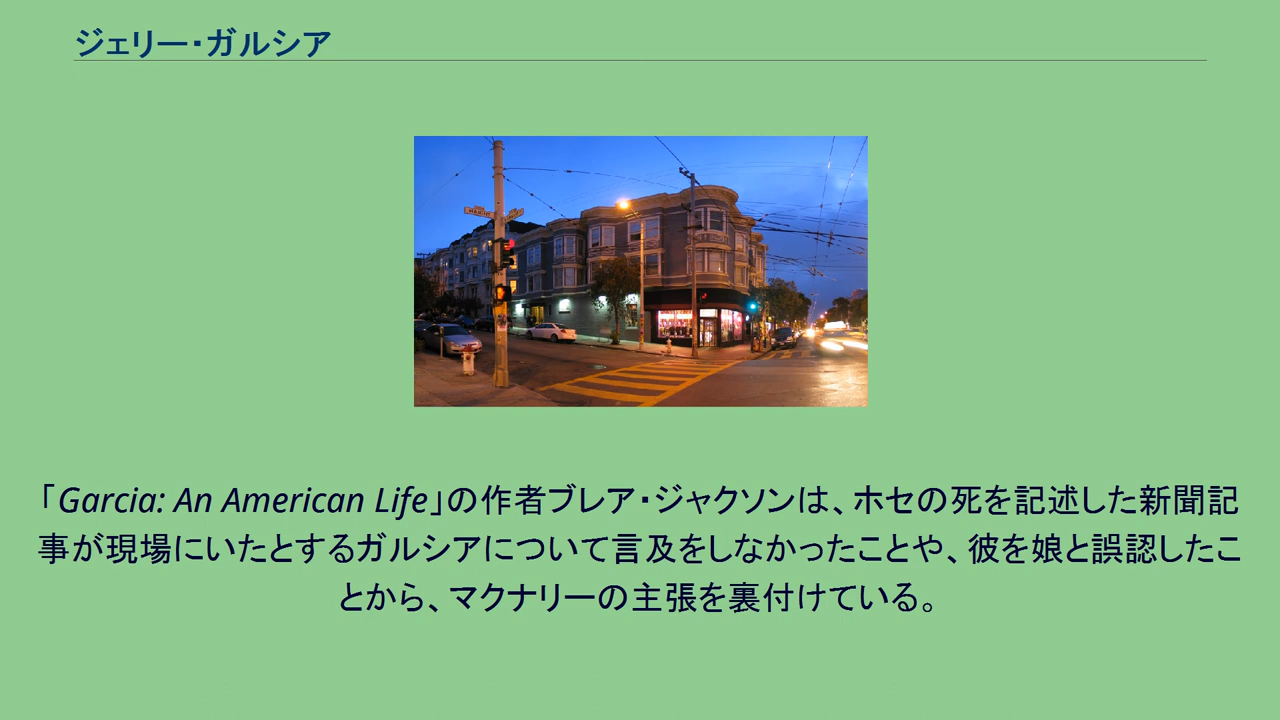 ジェリー・ガルシア
「Garcia: An American Life」の作者ブレア・ジャクソンは、ホセの死を記述した新聞記
事が現場にいたとするガルシアについて言及をしなかったことや、彼を娘と誤認したこ
とから、マクナリーの主張を裏付けている。